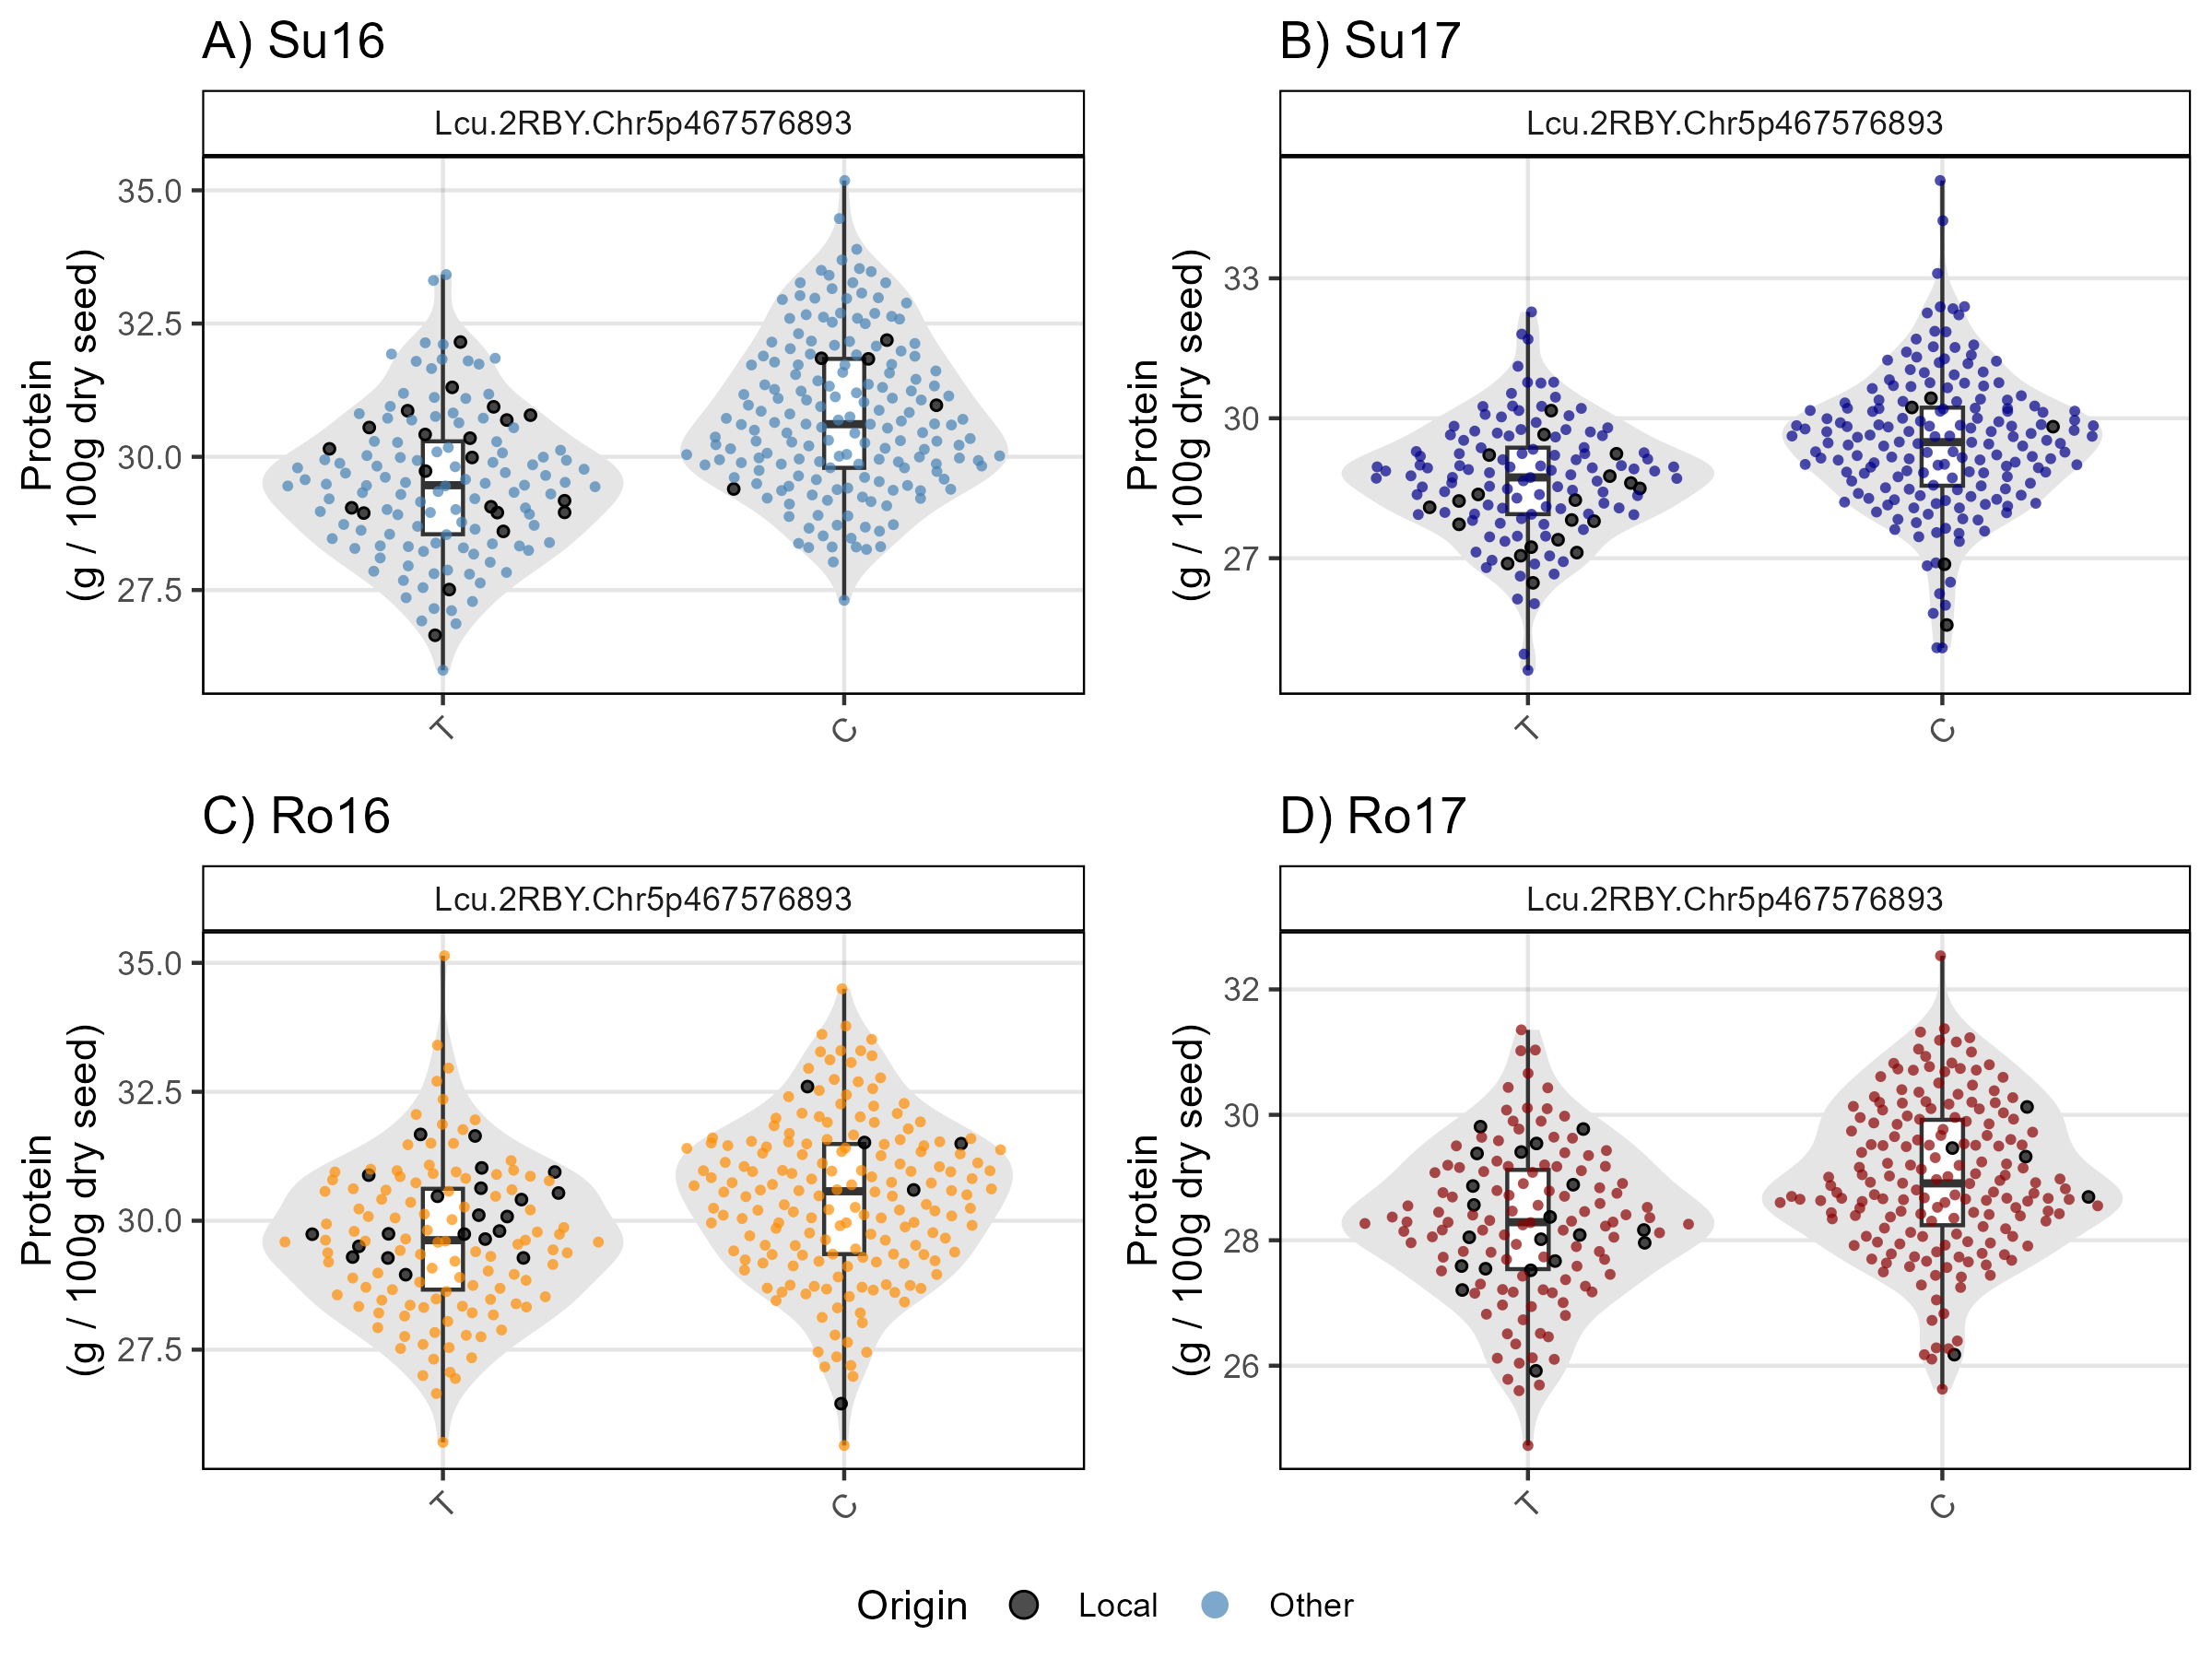 A) Su16
Lcu.2RBY.Chr5p467576893
Protein
(g / 100g dry seed)
35.0
32.5
30.0
27.5
T
C
B) Su17
Lcu.2RBY.Chr5p467576893
Protein
(g / 100g dry seed)
33
30
27
T
C
C) Ro16
Lcu.2RBY.Chr5p467576893
Protein
(g / 100g dry seed)
35.0
32.5
30.0
27.5
T
C
D) Ro17
Lcu.2RBY.Chr5p467576893
Protein
(g / 100g dry seed)
32
30
28
26
T
C
Origin Local Other